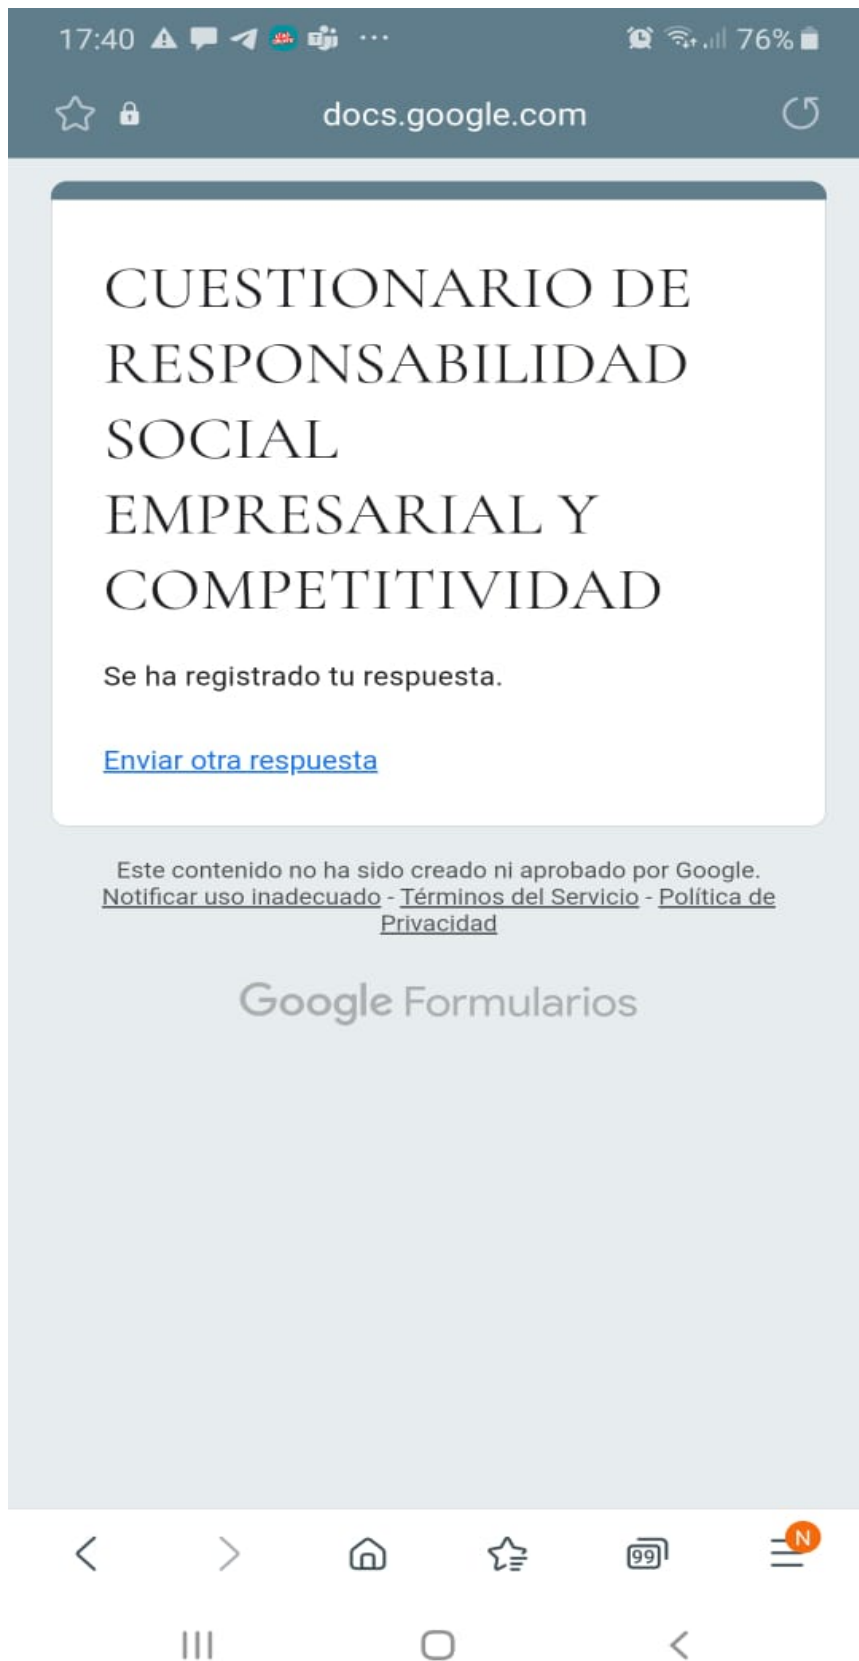 17:40 76%
docs.google.com
CUESTIONARIO DE
RESPONSABILIDAD
SOCIAL
EMPRESARIAL Y
COMPETITIVIDAD
Se ha registrado tu respuesta.
Enviar otra respuesta
Este contenido no ha sido creado ni aprobado por Google.
Notificar uso inadecuado - Términos del Servicio - Política de
Privacidad
Google Formularios
99 N